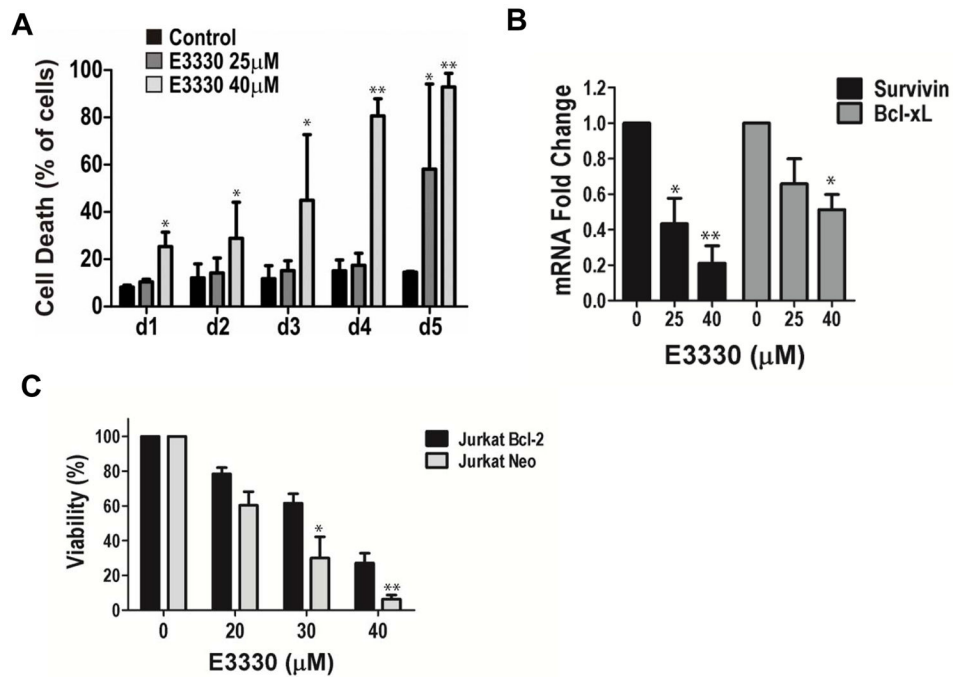 A
Control
E3330 25μM
E3330 40μM
Cell Death (% of cells)
100
80
60
40
20
0
* * * ** * **
d1 d2 d3 d4 d5
B
Survivin
Bcl-xL
mRNA Fold Change
1.2
1.0
0.8
0.6
0.4
0.2
0.0
* ** *
0 25 40 0 25 40
E3330 (μM)
C
Jurkat Bcl-2
Jurkat Neo
Viability (%)
100
80
60
40
20
0
* **
0 20 30 40
E3330 (μM)